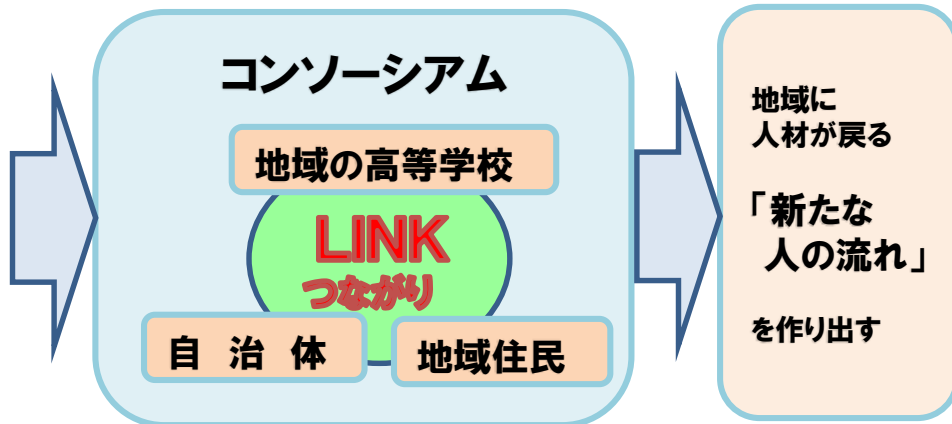 コンソーシアム
地域の高等学校
LINK
つながり
自 治 体
地域住民
地域に
人材が戻る
「新たな
人の流れ」
を作り出す